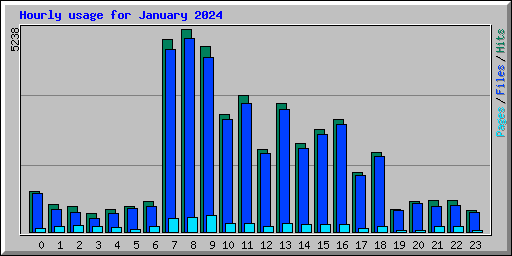 Hourly usage for January 2024
5238
Pages/Files/Hits
0 1 2 3 4 5 6 7 8 9 10 11 12 13 14 15 16 17 18 19 20 21 22 23